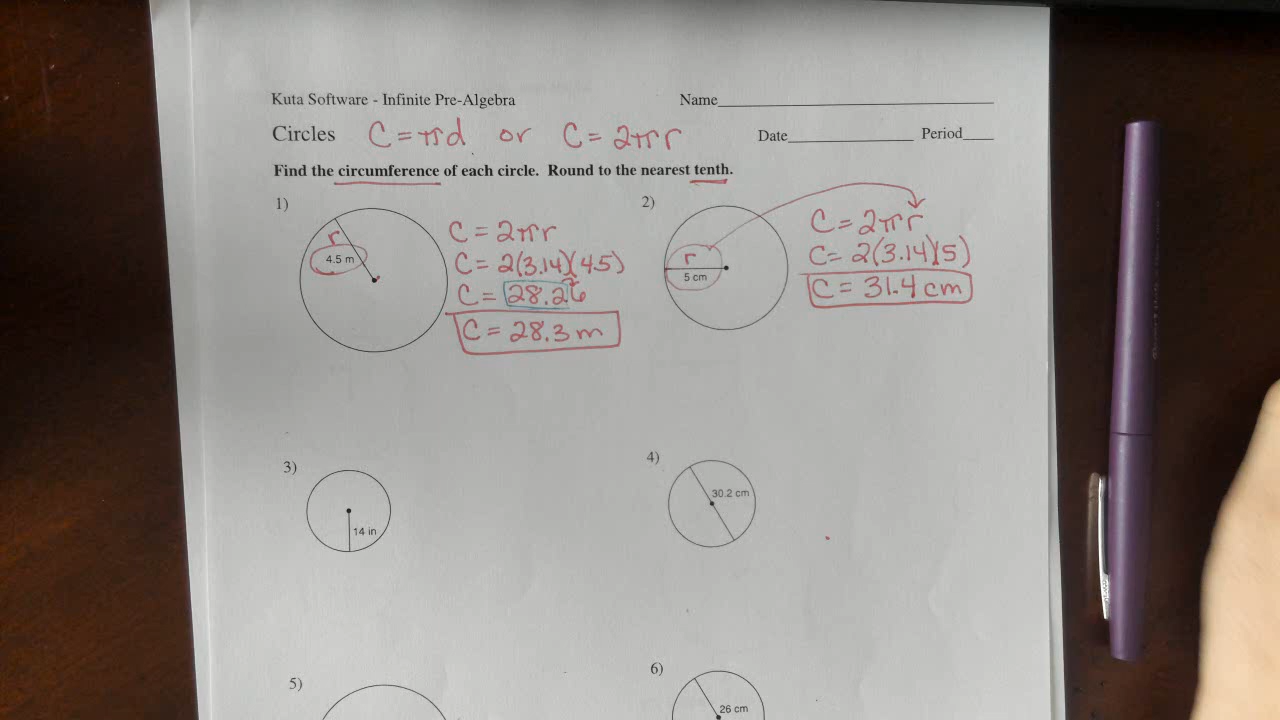 Kuta Software - Infinite Pre-Algebra
Name
Circles C = πd or C = 2πr
Date Period
Find the circumference of each circle. Round to the nearest tenth.
1)
r
4.5 m
C = 2πr
C = 2(3.14)(4.5)
C = 28.26
C = 28.3 m
2)
r
5 cm
C = 2πr
C = 2(3.14)(5)
C = 31.4 cm
3)
14 in
4)
30.2 cm
5)
6)
26 cm